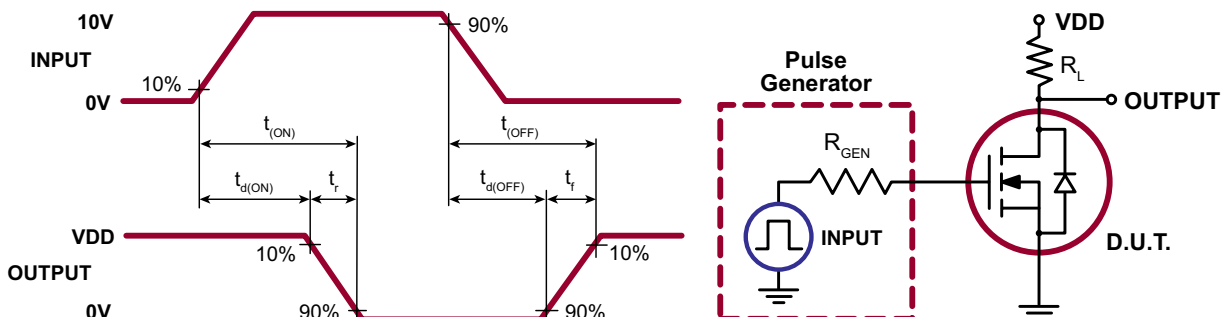 10V
INPUT
0V
10%
90%
t(ON)
t(OFF)
td(ON)
tr
td(OFF)
tf
VDD
OUTPUT
0V
10%
90%
90%
10%
Pulse
Generator
RGEN
INPUT
VDD
RL
OUTPUT
D.U.T.